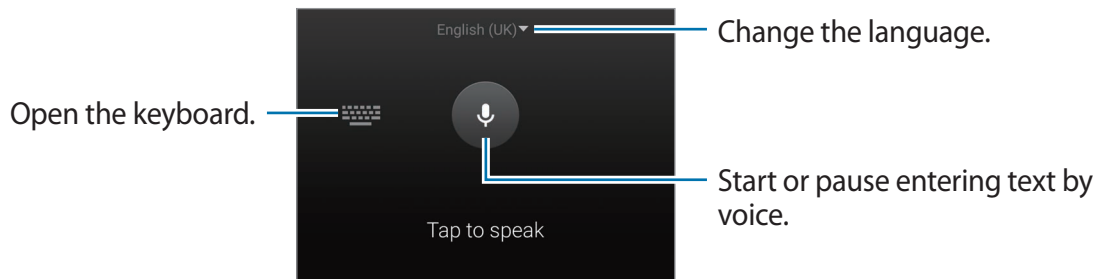 English (UK)
Change the language.
Open the keyboard.
Start or pause entering text by
voice.
Tap to speak